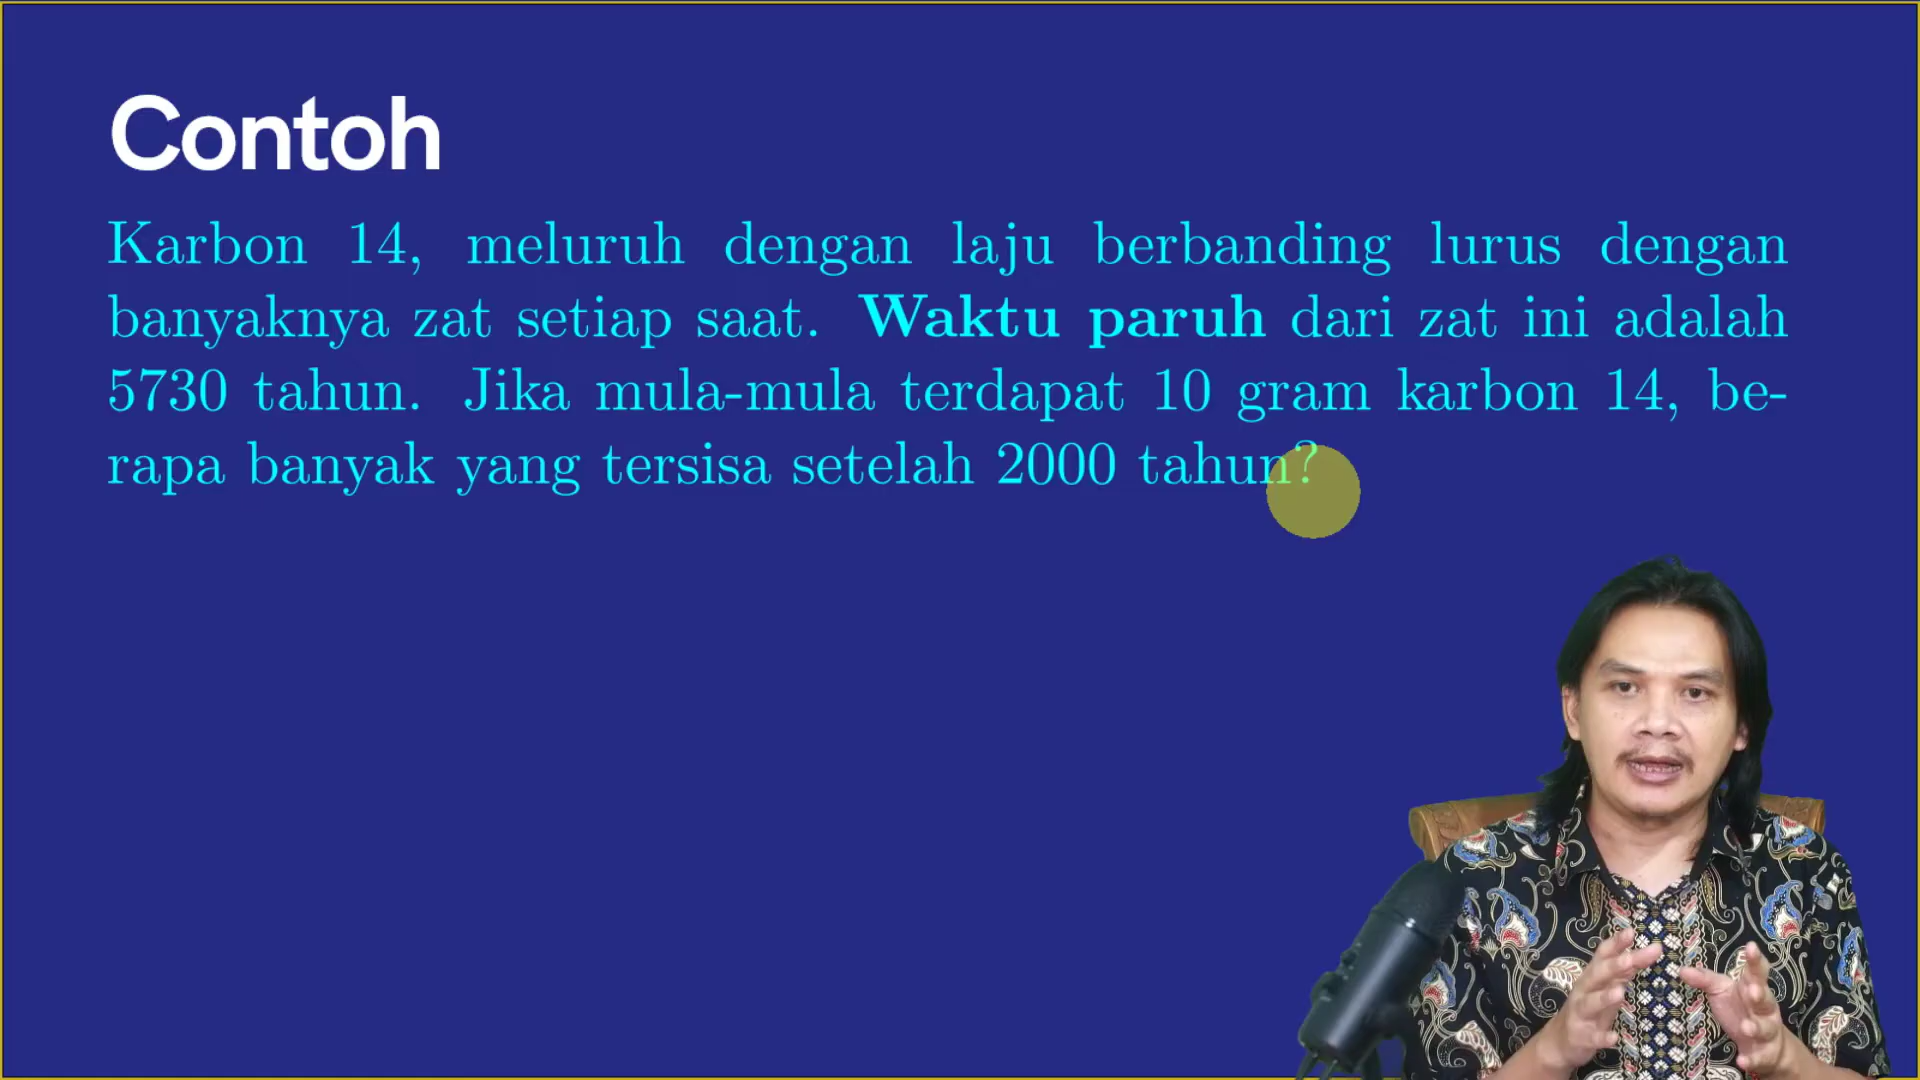 Contoh
Karbon 14, meluruh dengan laju berbanding lurus dengan
banyaknya zat setiap saat. Waktu paruh dari zat ini adalah
5730 tahun. Jika mula-mula terdapat 10 gram karbon 14, be-
rapa banyak yang tersisa setelah 2000 tahun?